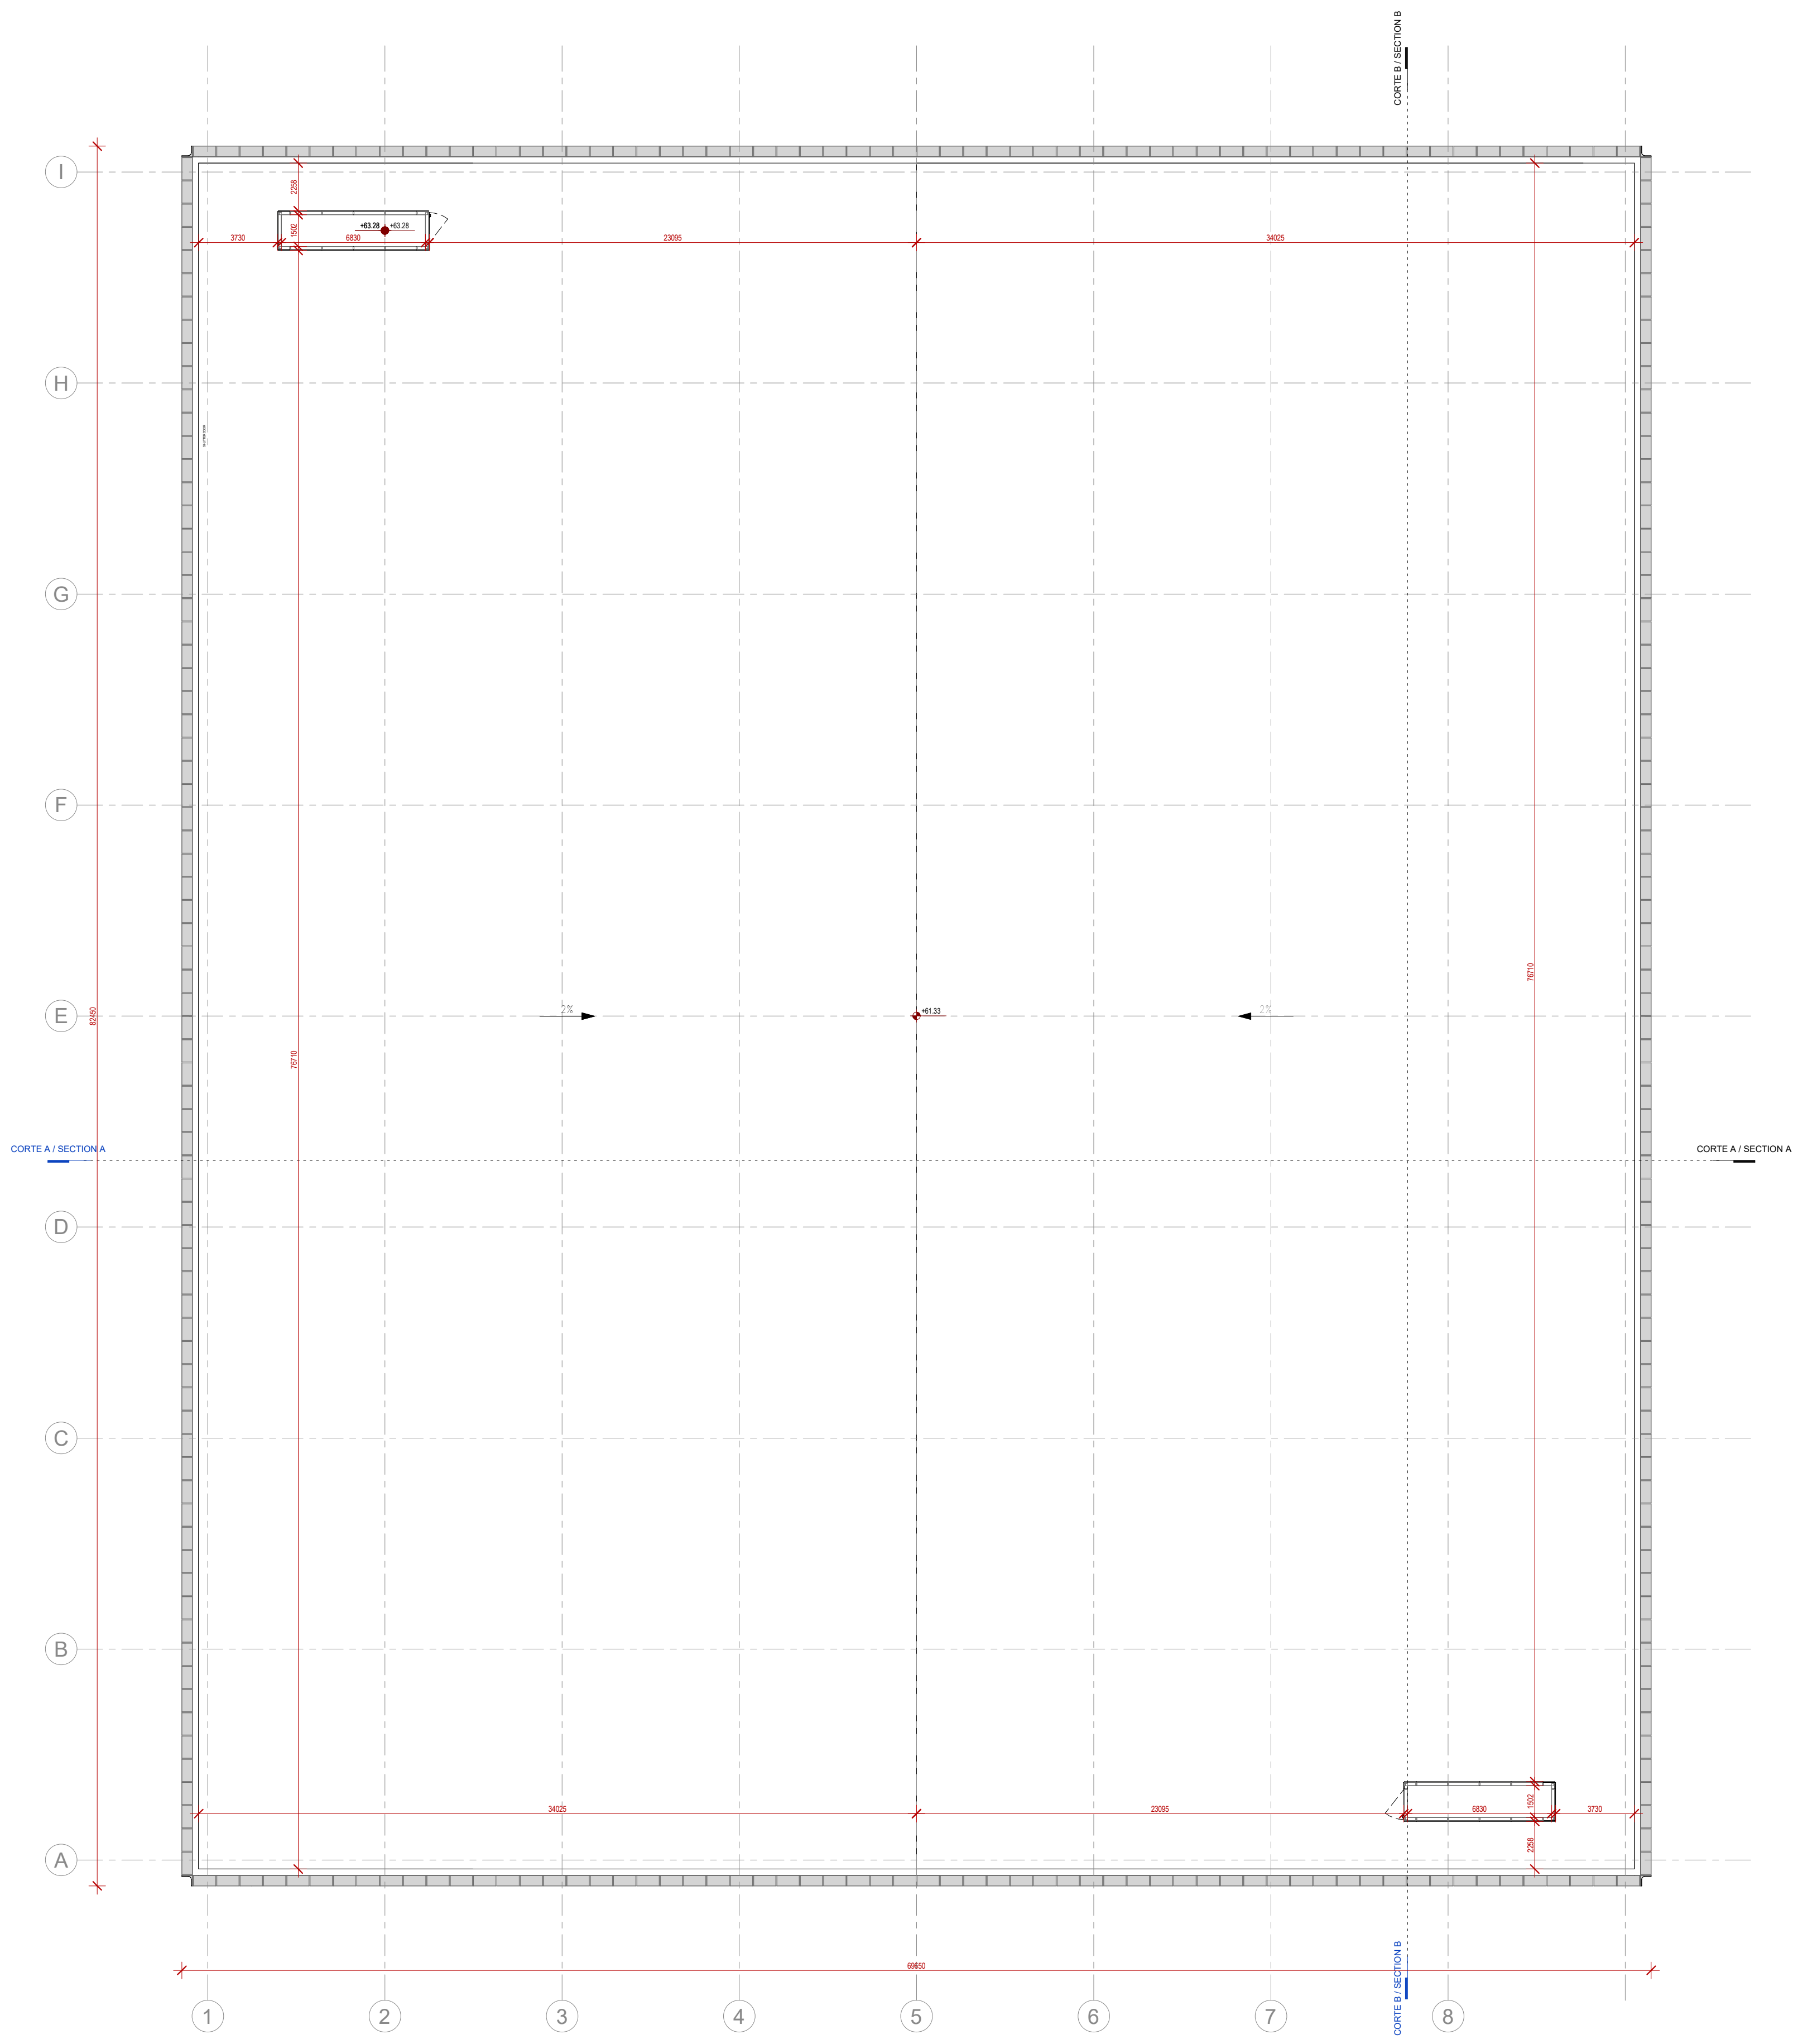 CORTE B / SECTION B
I
2258
1502
+63.28
+63.28
3730
6830
23095
34025
H
G
F
76710
E
82450
2%
+61.33
2%
76710
CORTE A / SECTION A
CORTE A / SECTION A
D
C
B
34025
23095
1502
6830
3730
2258
A
CORTE B / SECTION B
69650
1
2
3
4
5
6
7
8